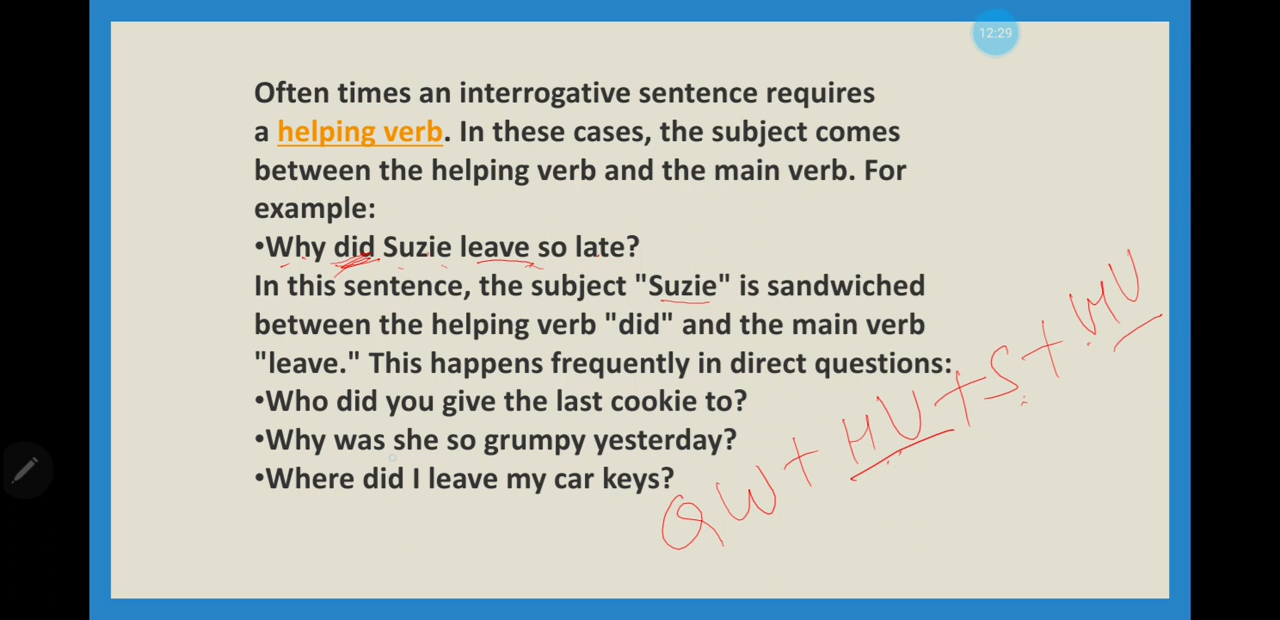 12:29
Often times an interrogative sentence requires
a helping verb. In these cases, the subject comes
between the helping verb and the main verb. For
example:
•Why did Suzie leave so late?
In this sentence, the subject "Suzie" is sandwiched
between the helping verb "did" and the main verb
"leave." This happens frequently in direct questions:
•Who did you give the last cookie to?
•Why was she so grumpy yesterday?
•Where did I leave my car keys?
QW + HV + S + MV